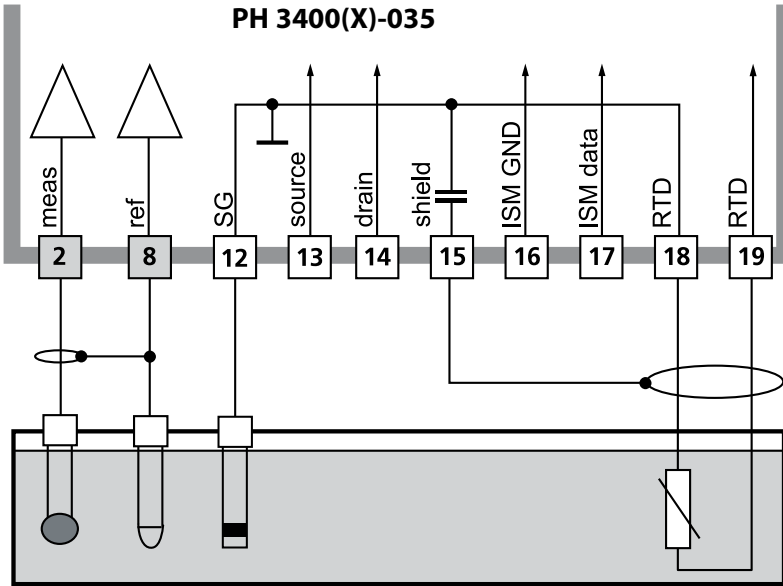 PH 3400(X)-035
meas
ref
SG
source
drain
shield
ISM GND
ISM data
RTD
RTD
2
8
12
13
14
15
16
17
18
19